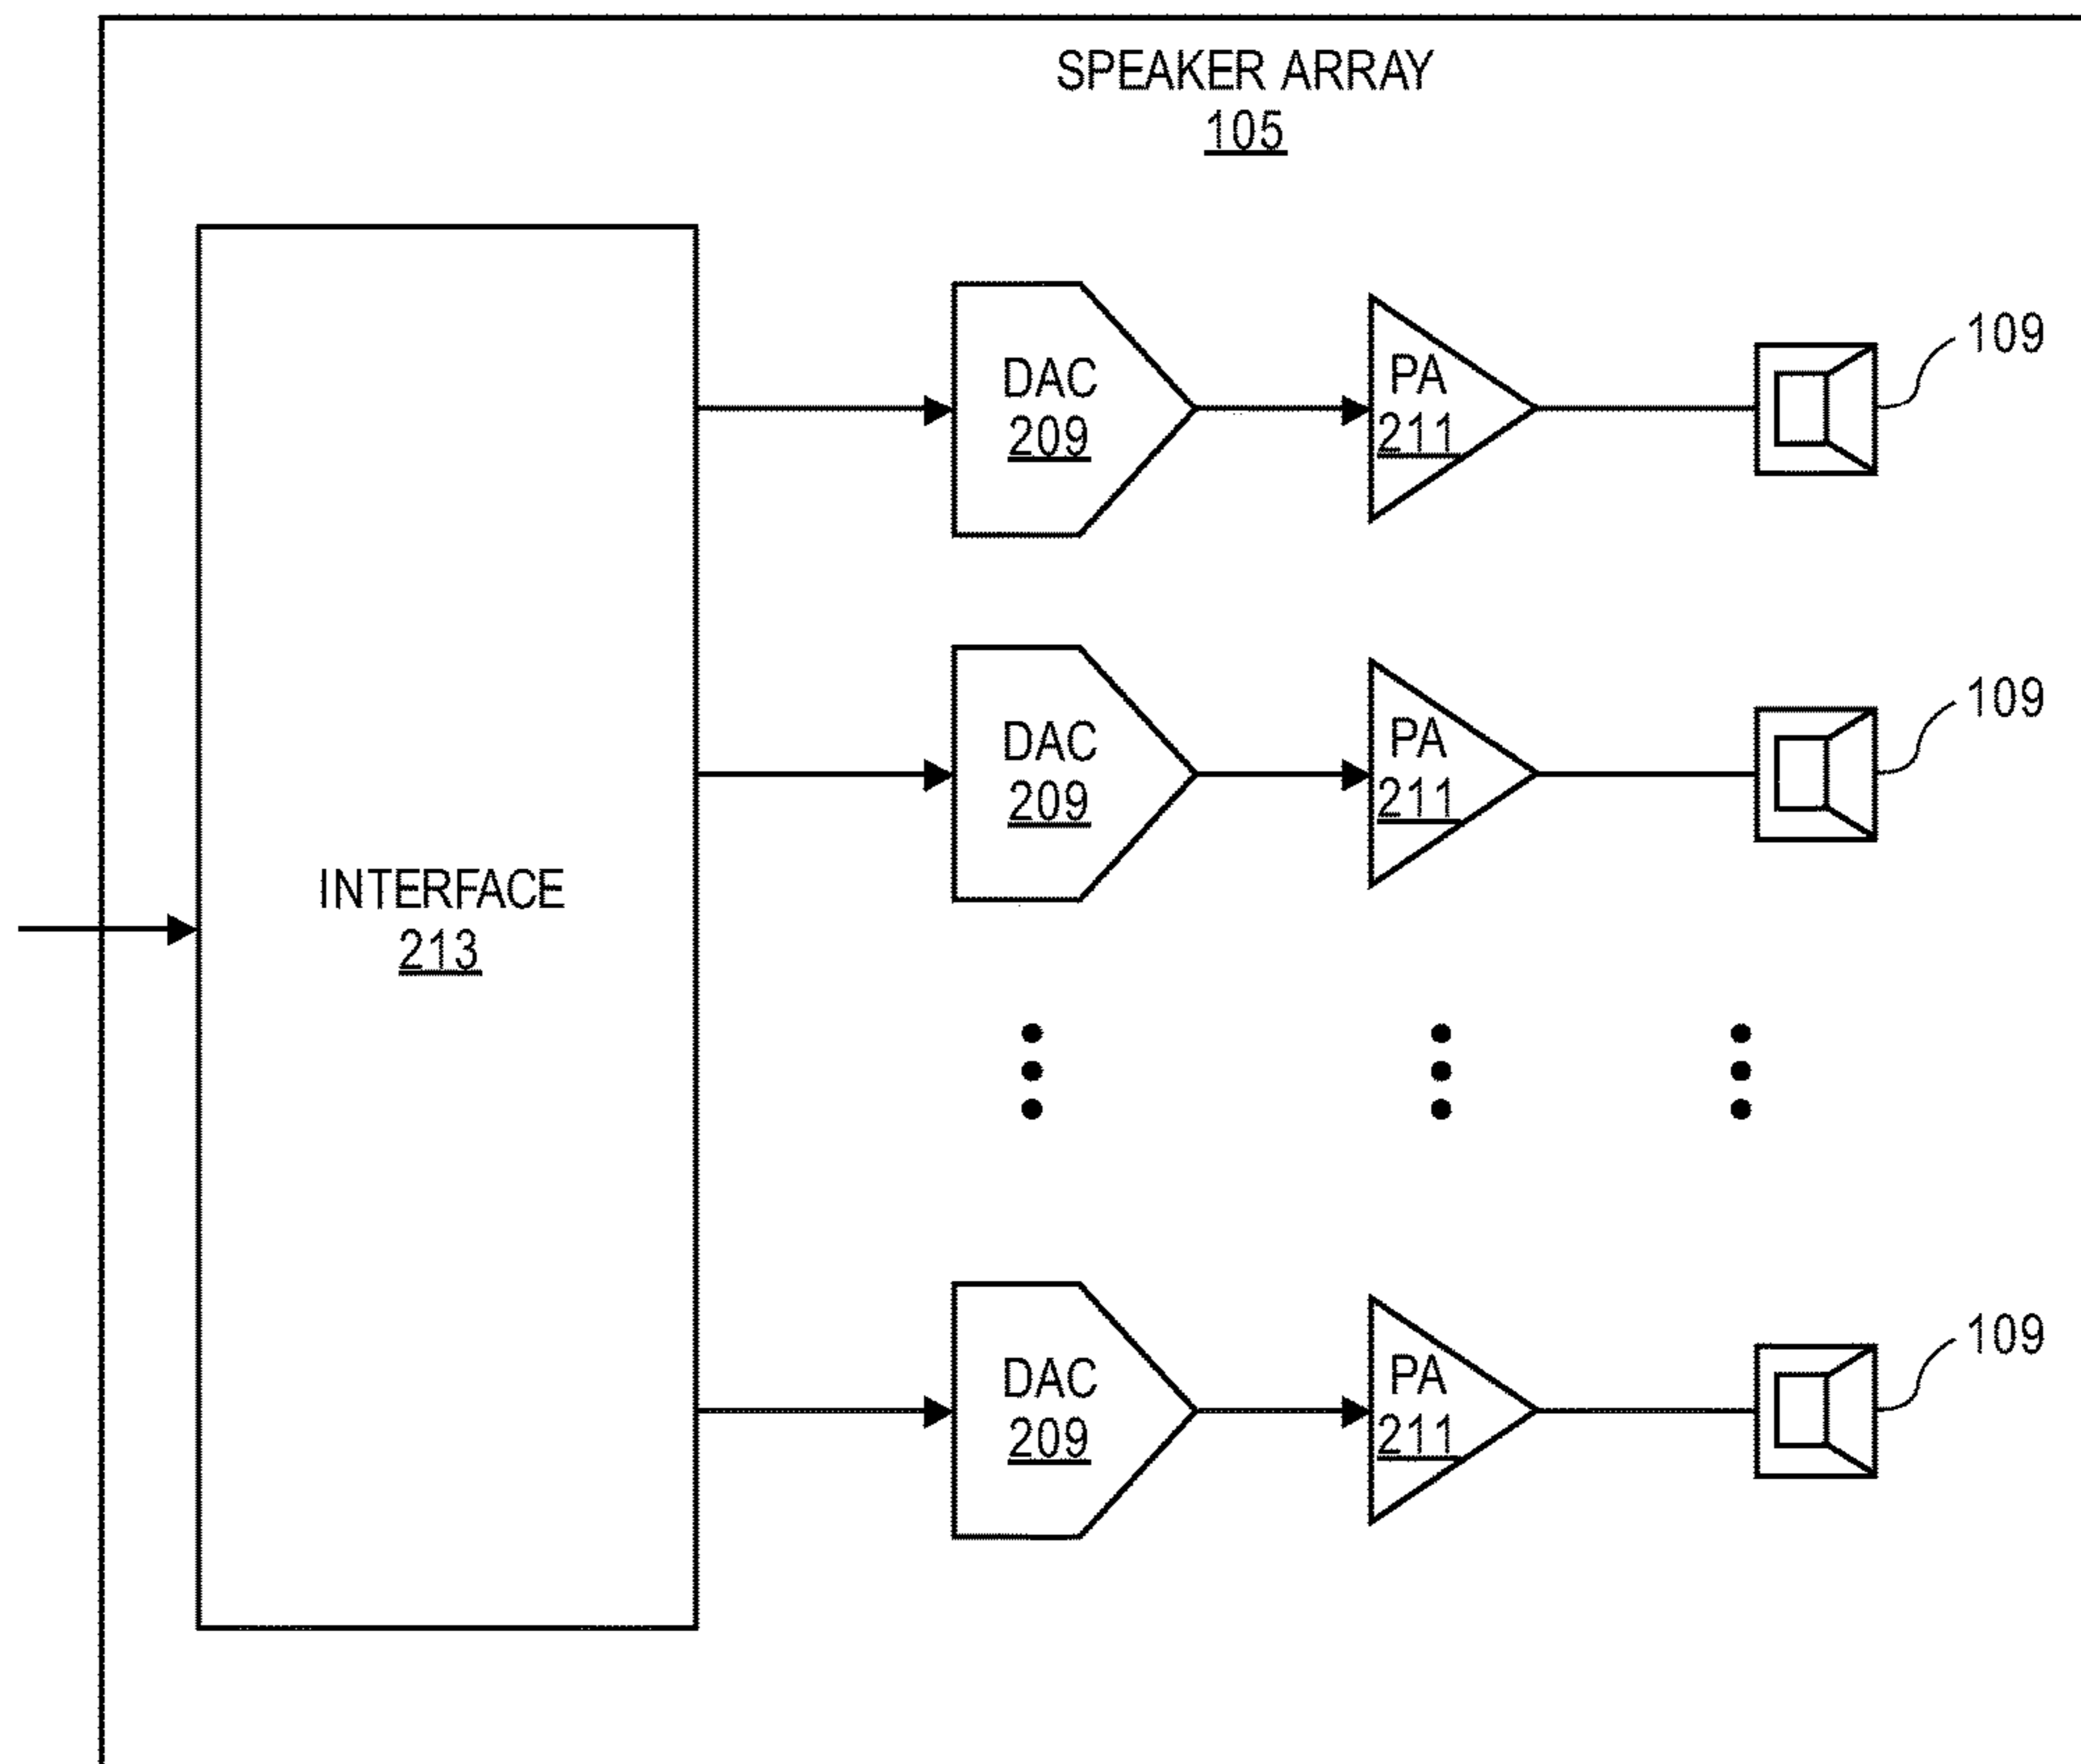 SPEAKER ARRAY
105
DAC
209
PA
211
109
DAC
209
PA
211
109
INTERFACE
213
DAC
209
PA
211
109